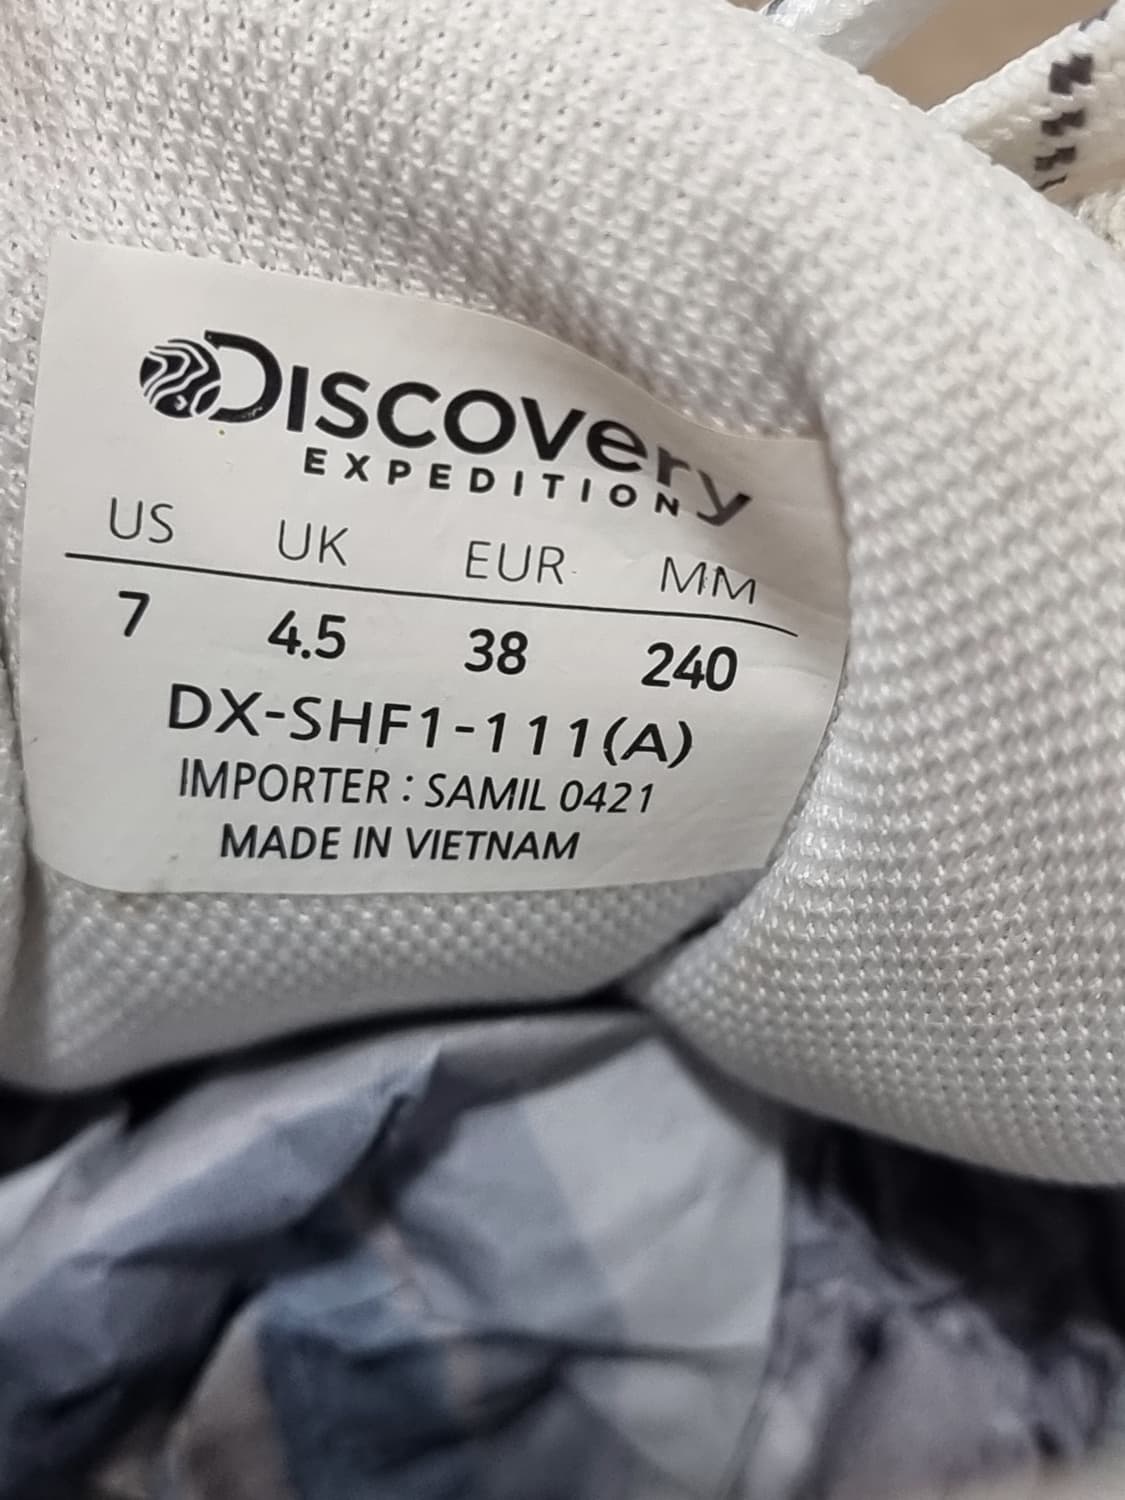 DISCOVery
EXPEDITION
US UK EUR MM
7 4.5 38 240
DX-SHF1-111(A)
IMPORTER : SAMIL 0421
MADE IN VIETNAM